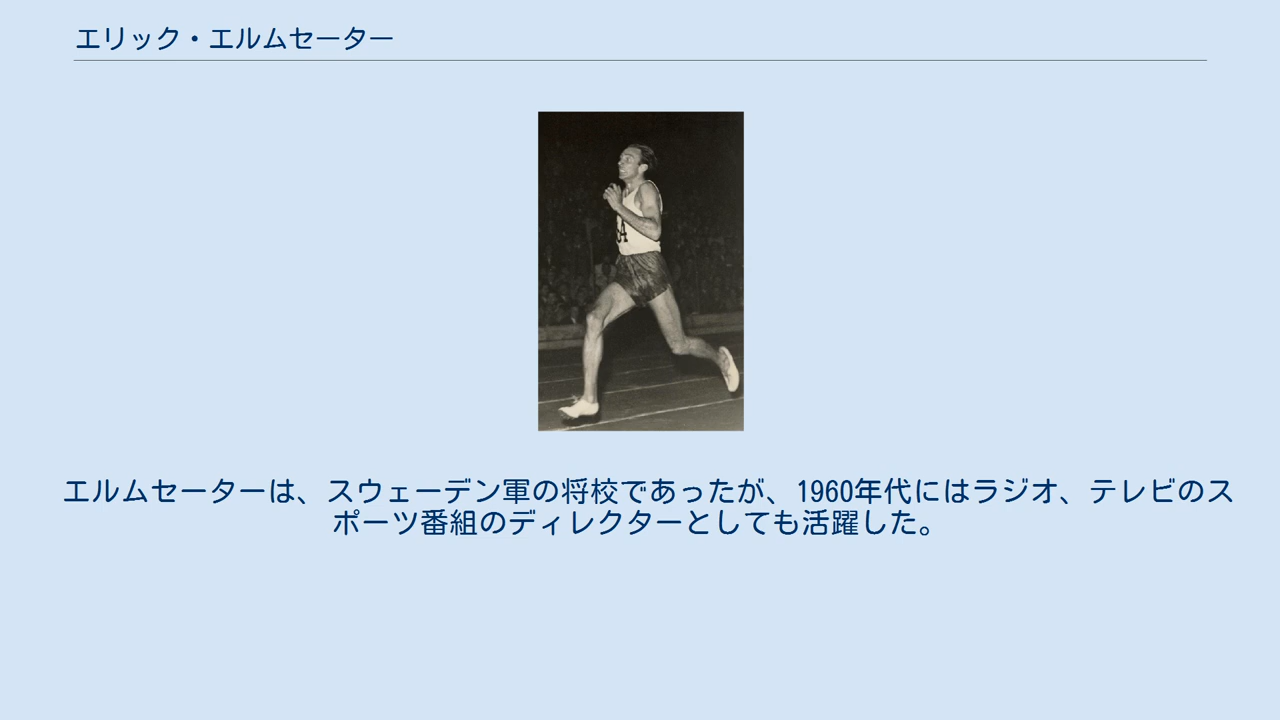 エリック・エルムセーター
エルムセーターは、スウェーデン軍の将校であったが、1960年代にはラジオ、テレビのス
ポーツ番組のディレクターとしても活躍した。